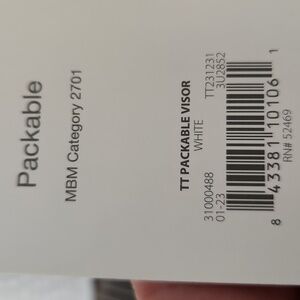 Packable
MBM Category 2701
TT PACKABLE VISOR
WHITE
31000488 TT231231
01-23 3U2852
8 43381 10106 1
RN# 52469